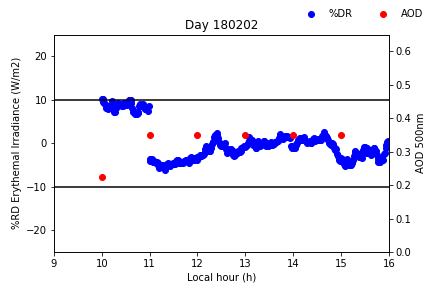 %DR AOD
Day 180202
%RD Erythermal Irradiance (W/m2)
20
10
0
−10
−20
0.6
0.5
0.4
0.3
0.2
0.1
0.0
AOD 500nm
9 10 11 12 13 14 15 16
Local hour (h)